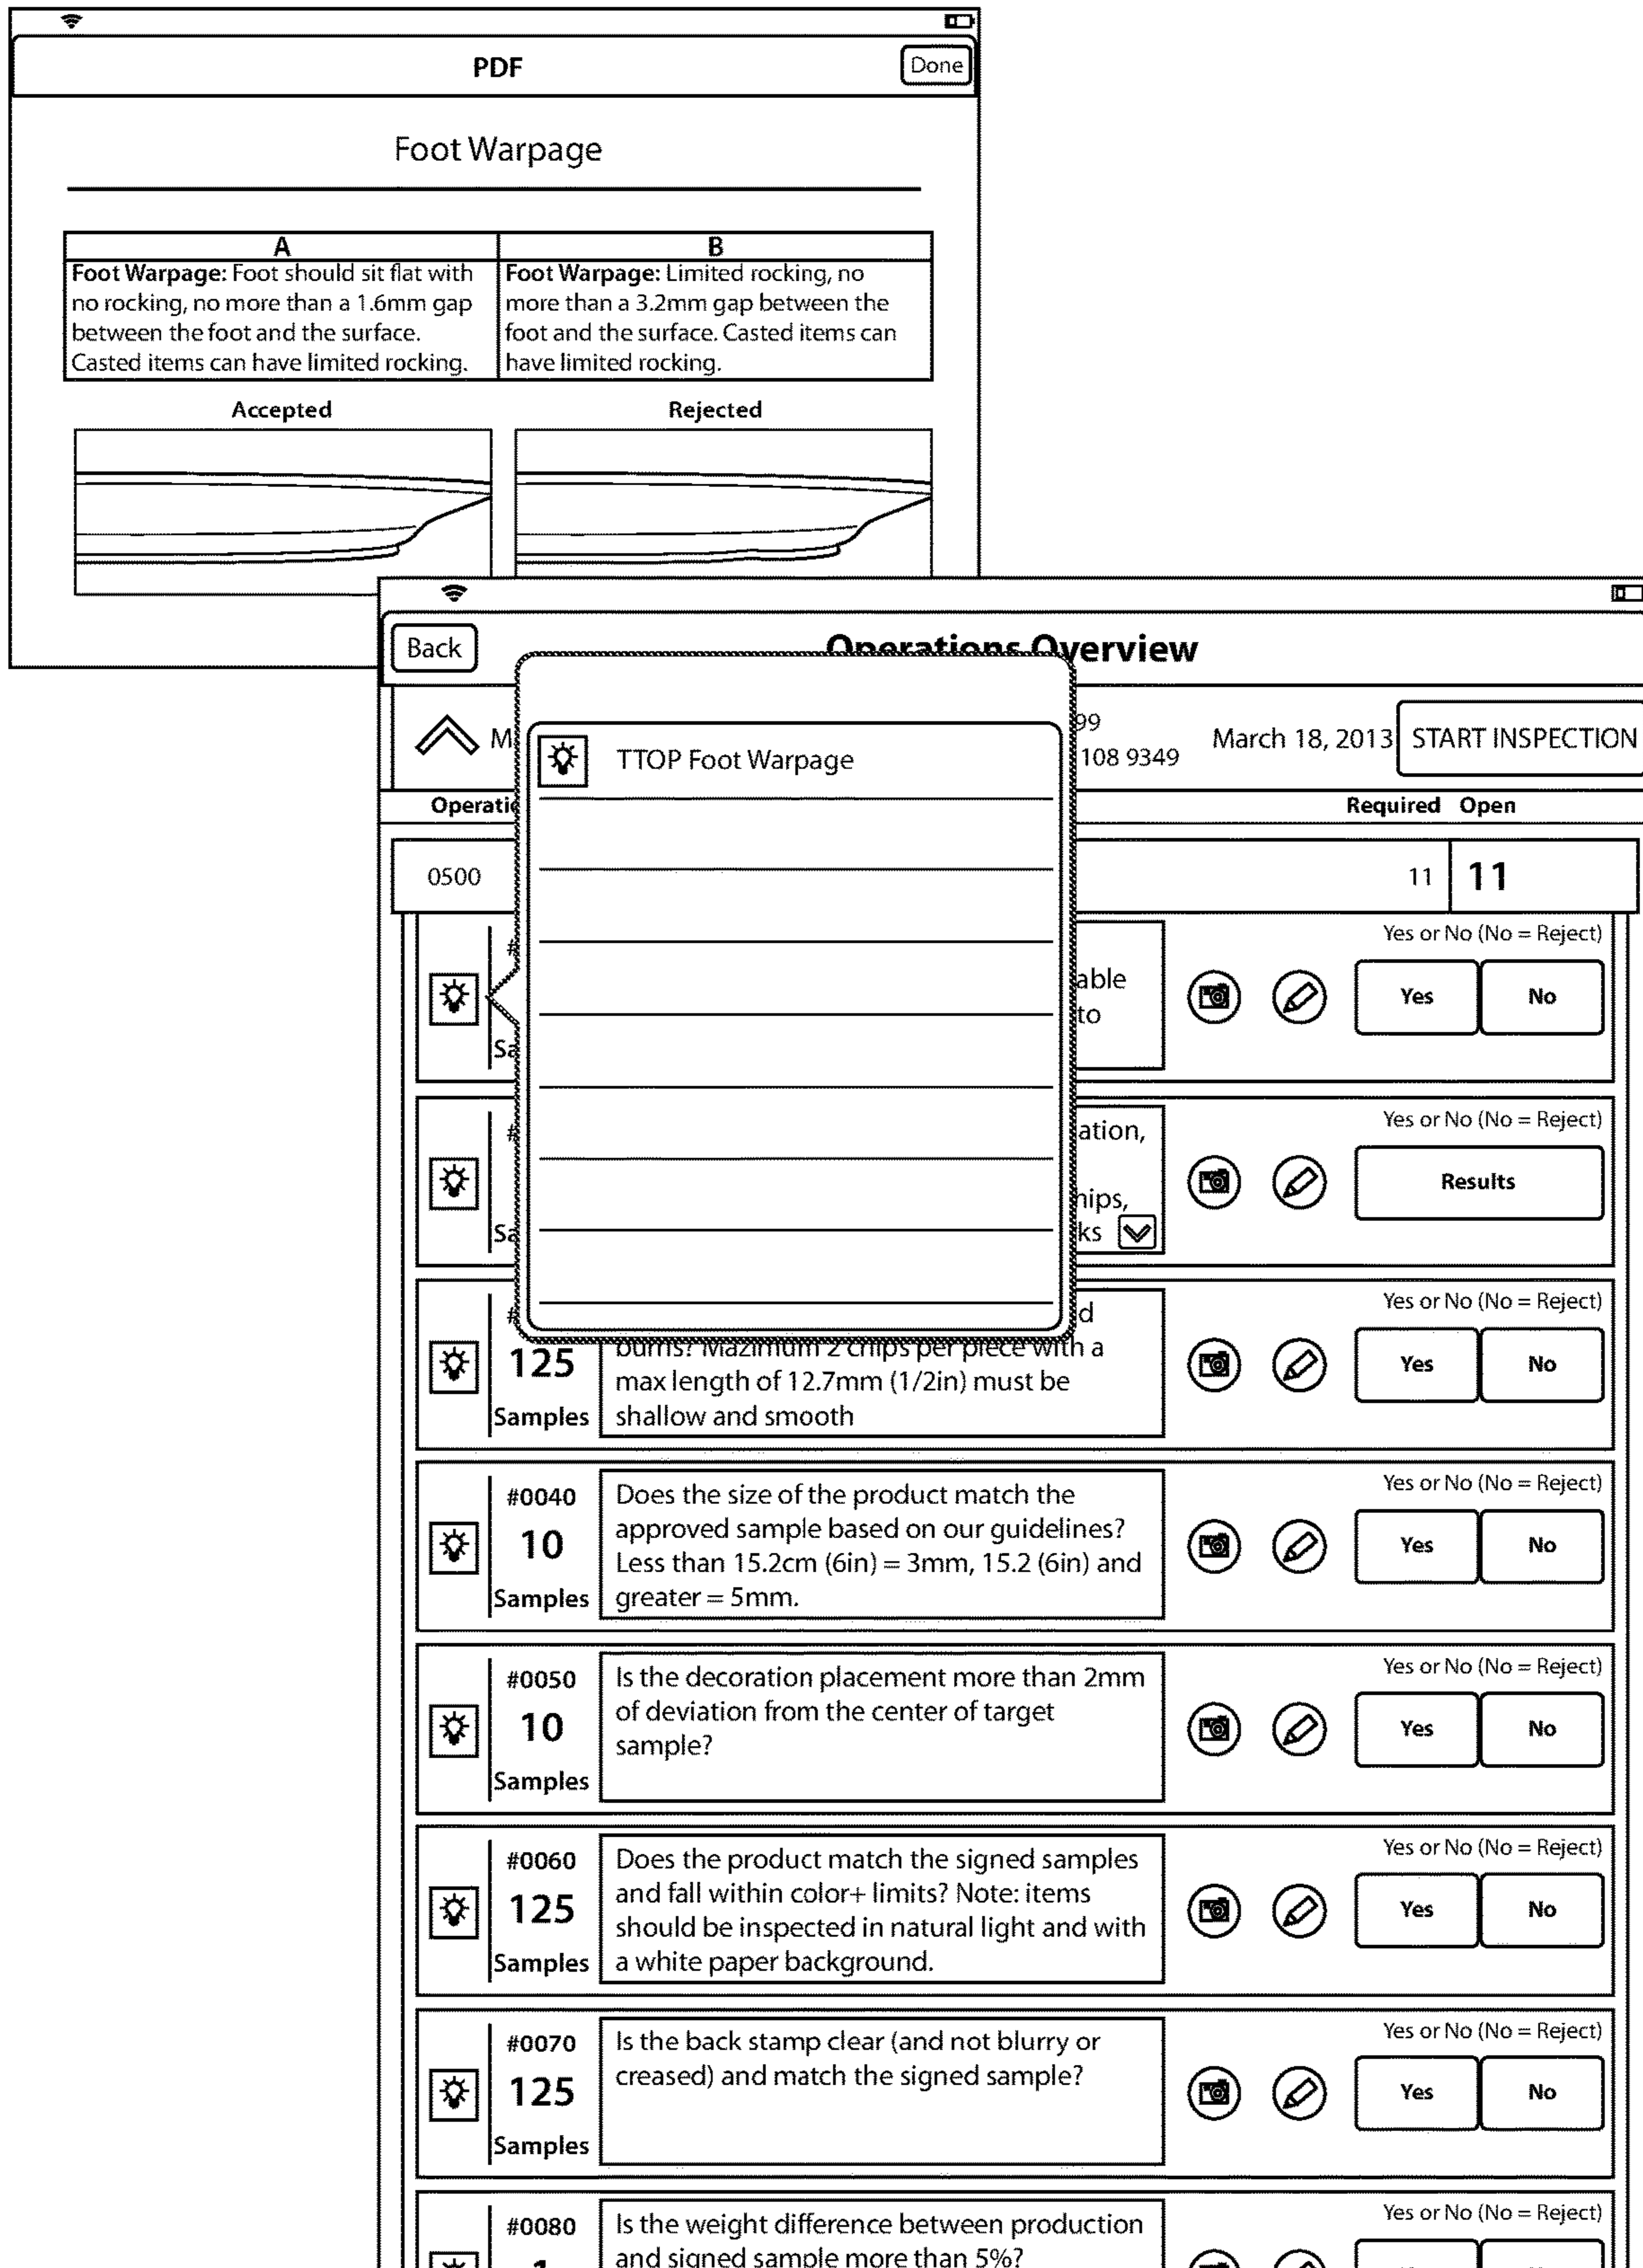 PDF
Done
Foot Warpage
A
B
Foot Warpage: Foot should sit flat with
no rocking, no more than a 1.6mm gap
between the foot and the surface.
Casted items can have limited rocking.
Foot Warpage: Limited rocking, no
more than a 3.2mm gap between the
foot and the surface. Casted items can
have limited rocking.
Accepted
Rejected
Back
Operations Overview
99
108 9349
March 18, 2013
START INSPECTION
TTOP Foot Warpage
Required
Open
0500
11
11
able
to
Yes or No (No = Reject)
Yes
No
ation,
ks
Yes or No (No = Reject)
Results
125
Samples
burns? Mazimum 2 chips per piece with a
max length of 12.7mm (1/2in) must be
shallow and smooth
Yes or No (No = Reject)
Yes
No
#0040
10
Samples
Does the size of the product match the
approved sample based on our guidelines?
Less than 15.2cm (6in) = 3mm, 15.2 (6in) and
greater = 5mm.
Yes or No (No = Reject)
Yes
No
#0050
10
Samples
Is the decoration placement more than 2mm
of deviation from the center of target
sample?
Yes or No (No = Reject)
Yes
No
#0060
125
Samples
Does the product match the signed samples
and fall within color+ limits? Note: items
should be inspected in natural light and with
a white paper background.
Yes or No (No = Reject)
Yes
No
#0070
125
Samples
Is the back stamp clear (and not blurry or
creased) and match the signed sample?
Yes or No (No = Reject)
Yes
No
#0080
Is the weight difference between production
and signed sample more than 5%?
Yes or No (No = Reject)